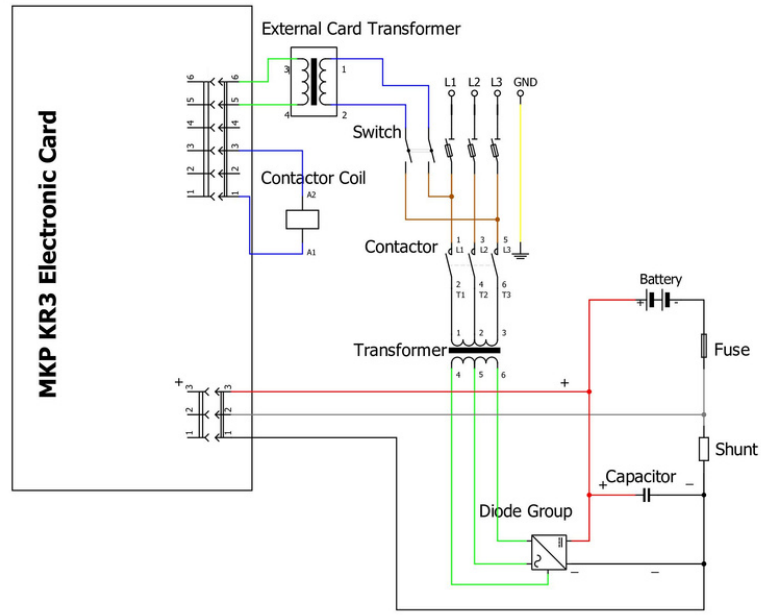 External Card Transformer
3 1
4 2
6 6
5 5
4 4
3 3
2 2
1 1
MKP KR3 Electronic Card
L1 L2 L3 GND
Switch
Contactor Coil
A2
A1
Contactor
1 L1 3 L2 5 L3
2 4 6
T1 T2 T3
Battery
+ -
Transformer
1 2 3
4 5 6
Fuse
+
+
3 3
2 2
1 1
Shunt
Capacitor
+ –
Diode Group
=
~
– –